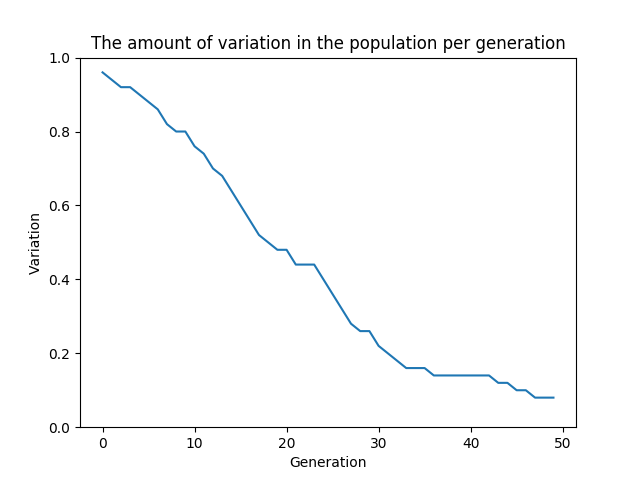 The amount of variation in the population per generation
1.0
0.8
0.6
0.4
0.2
0.0
Variation
0 10 20 30 40 50
Generation